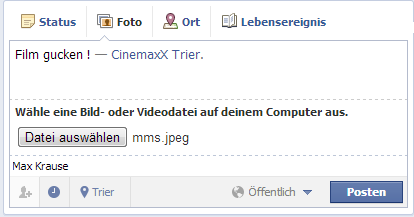 Status Foto Ort Lebensereignis
Film gucken ! — CinemaxX Trier.
Wähle eine Bild- oder Videodatei auf deinem Computer aus.
Datei auswählen mms.jpeg
Max Krause
Trier Öffentlich Posten